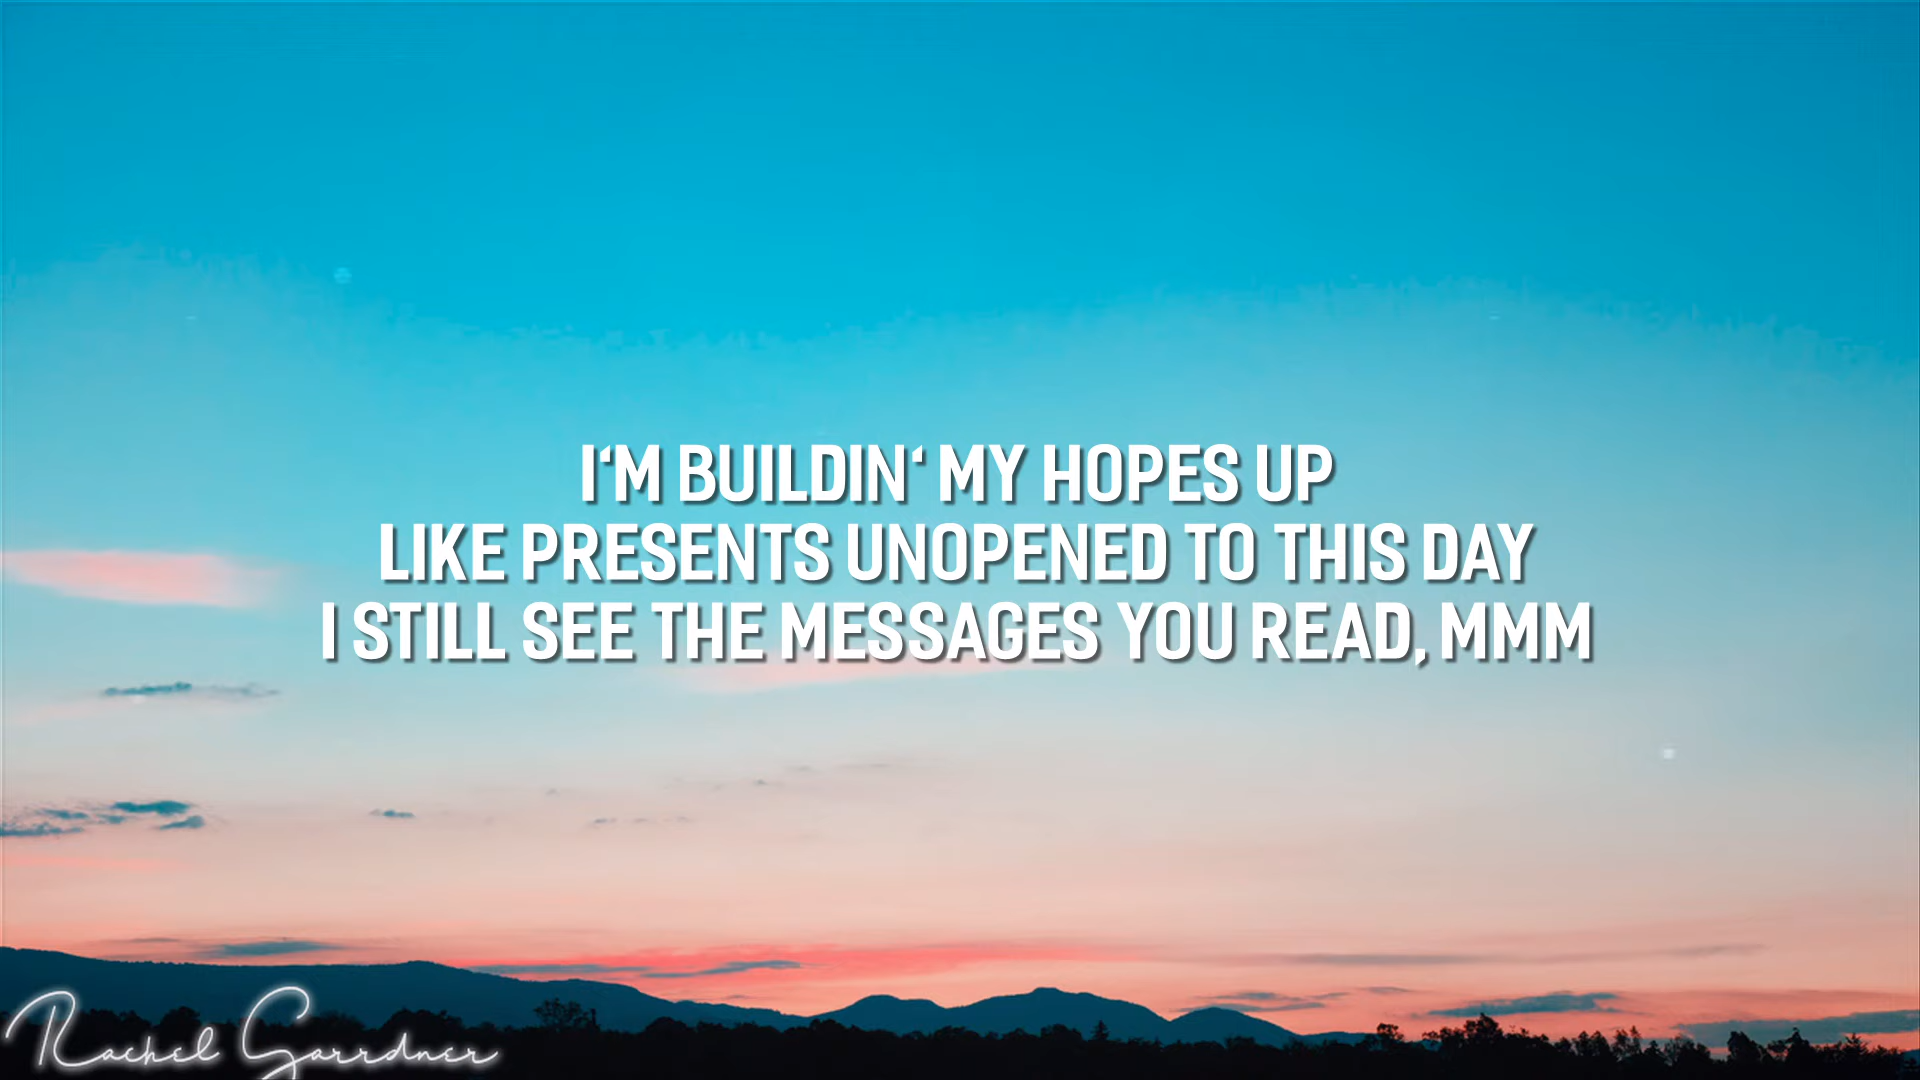 I‘M BUILDIN‘ MY HOPES UP
LIKE PRESENTS UNOPENED TO THIS DAY
I STILL SEE THE MESSAGES YOU READ, MMM
Rachel Garrdner